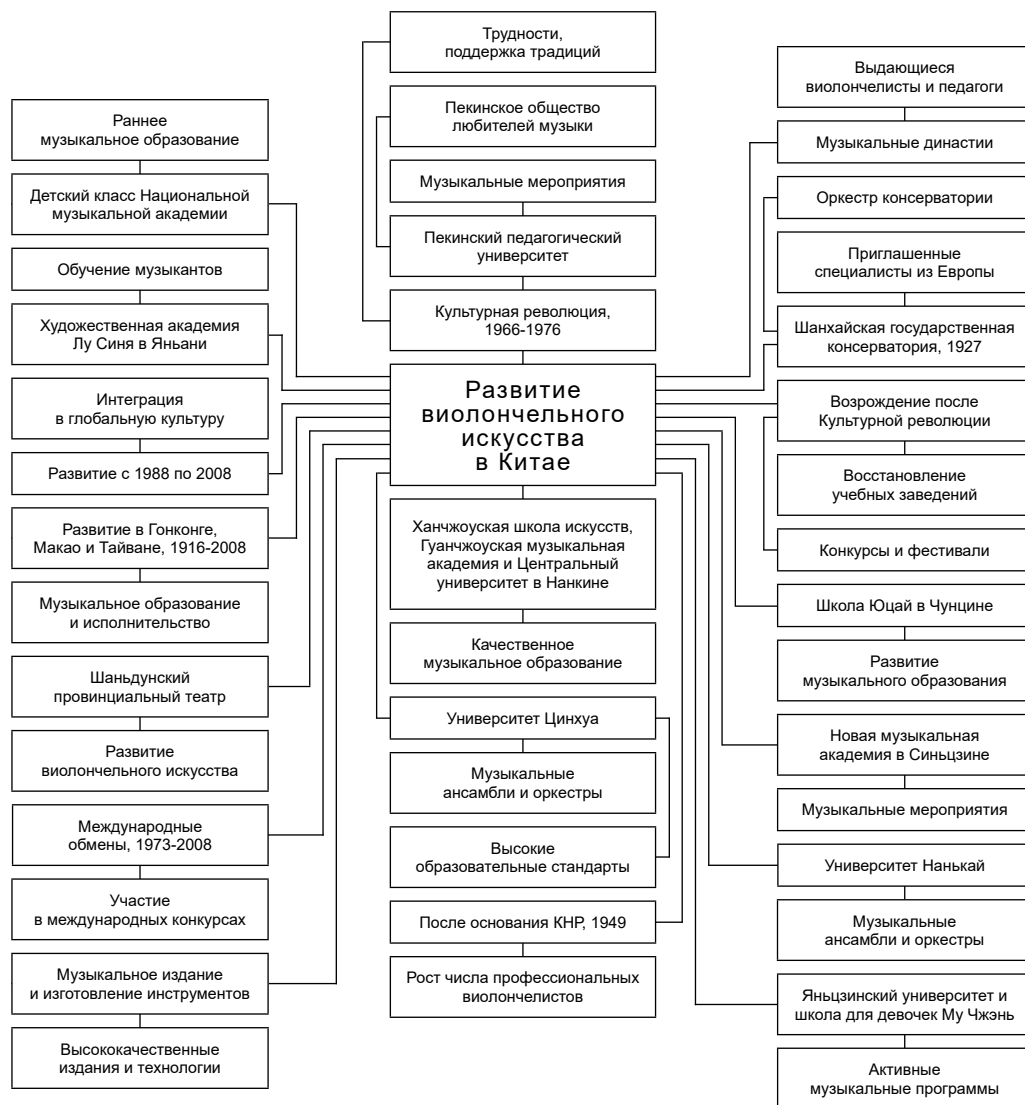 Раннее
музыкальное образование
Детский класс Национальной
музыкальной академии
Обучение музыкантов
Художественная академия
Лу Синя в Яньани
Интеграция
в глобальную культуру
Развитие с 1988 по 2008
Развитие в Гонконге,
Макао и Тайване, 1916-2008
Музыкальное образование
и исполнительство
Шаньдунский
провинциальный театр
Развитие
виолончельного искусства
Международные
обмены, 1973-2008
Участие
в международных конкурсах
Музыкальное издание
и изготовление инструментов
Высококачественные
издания и технологии
Трудности,
поддержка традиций
Пекинское общество
любителей музыки
Музыкальные мероприятия
Пекинский педагогический
университет
Культурная революция,
1966-1976
Развитие
виолончельного
искусства
в Китае
Ханчжоуская школа искусств,
Гуанчжоуская музыкальная
академия и Центральный
университет в Нанкине
Качественное
музыкальное образование
Университет Цинхуа
Музыкальные
ансамбли и оркестры
Высокие
образовательные стандарты
После основания КНР, 1949
Рост числа профессиональных
виолончелистов
Выдающиеся
виолончелисты и педагоги
Музыкальные династии
Оркестр консерватории
Приглашенные
специалисты из Европы
Шанхайская государственная
консерватория, 1927
Возрождение после
Культурной революции
Восстановление
учебных заведений
Конкурсы и фестивали
Школа Юцай в Чунцине
Развитие
музыкального образования
Новая музыкальная
академия в Синьцзине
Музыкальные мероприятия
Университет Нанькай
Музыкальные
ансамбли и оркестры
Яньцзинский университет и
школа для девочек Му Чжэнь
Активные
музыкальные программы